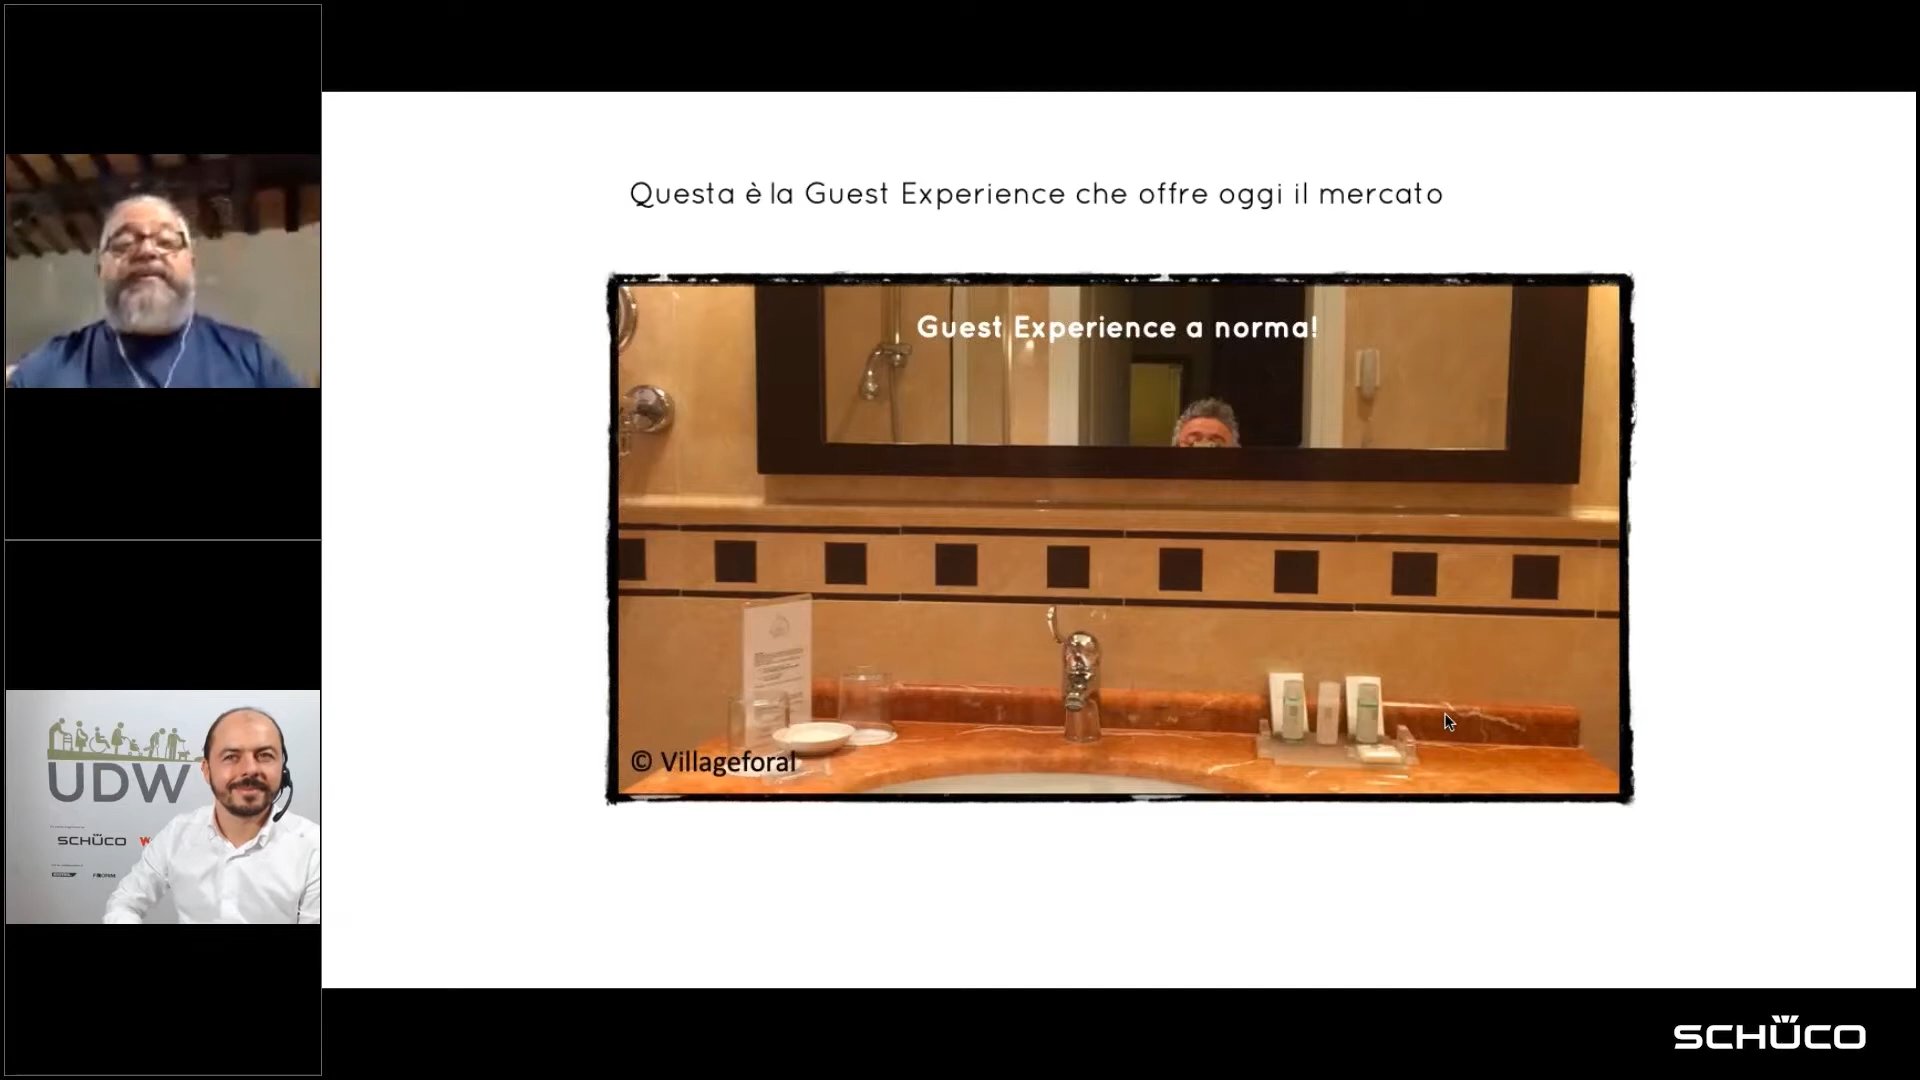 Questa è la Guest Experience che offre oggi il mercato
Guest Experience a norma!
© Villageforal
UDW
SCHÜCO
SCHÜCO